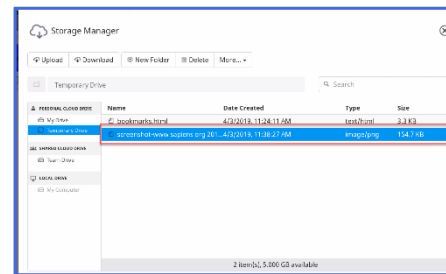 Storage Manager
Upload Download New Folder Delete More...
Temporary Drive Search
PERSONAL CLOUD DRIVE Name Date Created Type Size
My Drive bookmarks.html 4/3/2019, 11:24:11 AM text/html 3.3 KB
Temporary Drive screenshot-www sapiens org 201...4/3/2019, 11:38:27 AM image/png 154.7 KB
SHARED CLOUD DRIVE
Team Drive
LOCAL DRIVE
My Computer
2 item(s), 5.000 GB available